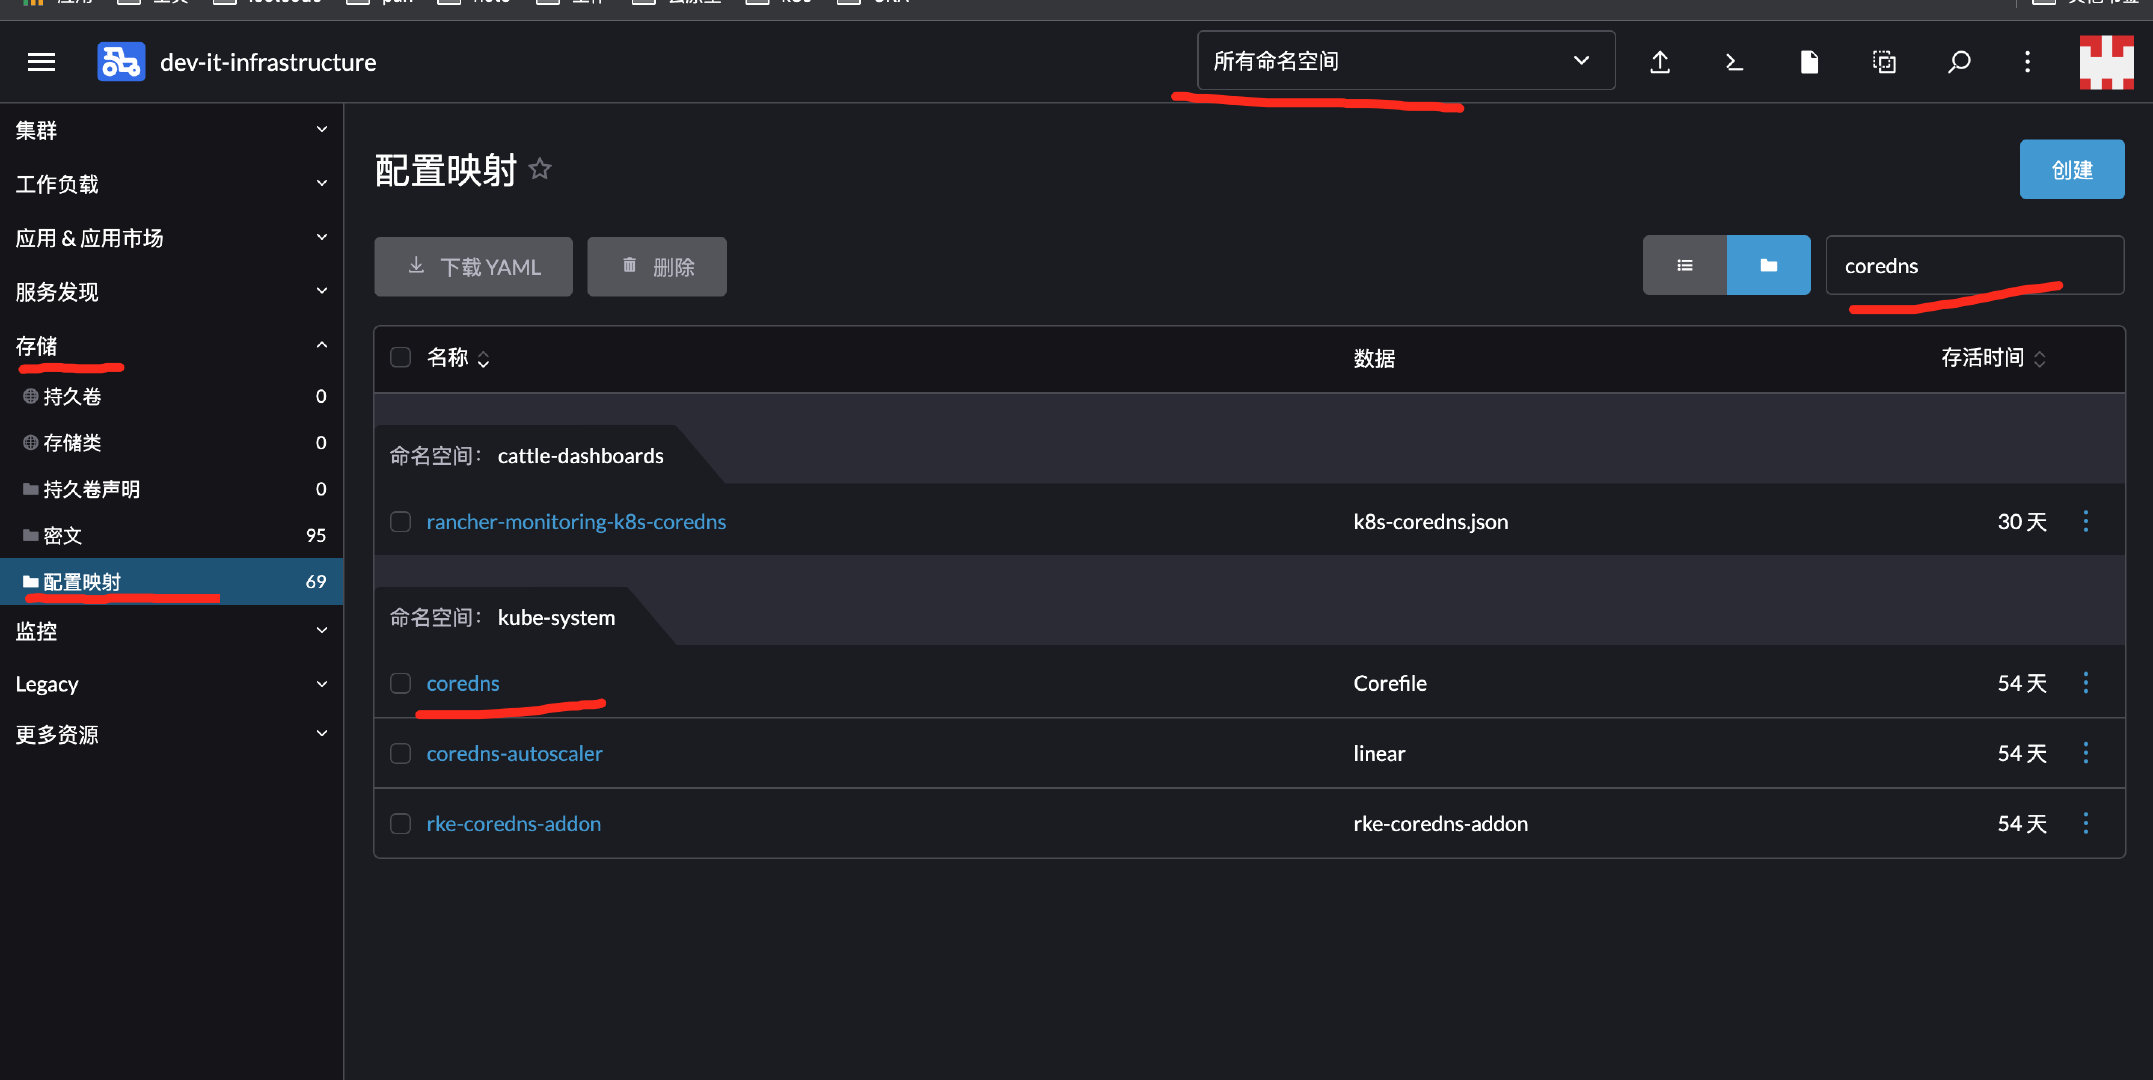 dev-it-infrastructure
所有命名空间
集群
工作负载
应用 & 应用市场
服务发现
存储
持久卷 0
存储类 0
持久卷声明 0
密文 95
配置映射 69
监控
Legacy
更多资源
配置映射
创建
下载 YAML
删除
coredns
名称 数据 存活时间
命名空间： cattle-dashboards
rancher-monitoring-k8s-coredns k8s-coredns.json 30 天
命名空间： kube-system
coredns Corefile 54 天
coredns-autoscaler linear 54 天
rke-coredns-addon rke-coredns-addon 54 天